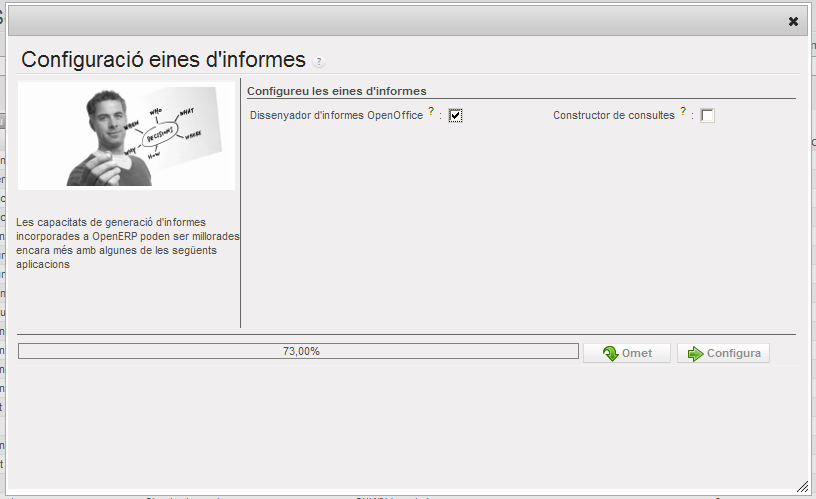 Configuració eines d'informes ?
Configureu les eines d'informes
Dissenyador d'informes OpenOffice ? :
Constructor de consultes ? :
WHO
WHAT
WHEN
DECISIONS
WHERE
WHY
HOW
Les capacitats de generació d'informes
incorporades a OpenERP poden ser millorades
encara més amb algunes de les següents
aplicacions
73,00%
Omet
Configura